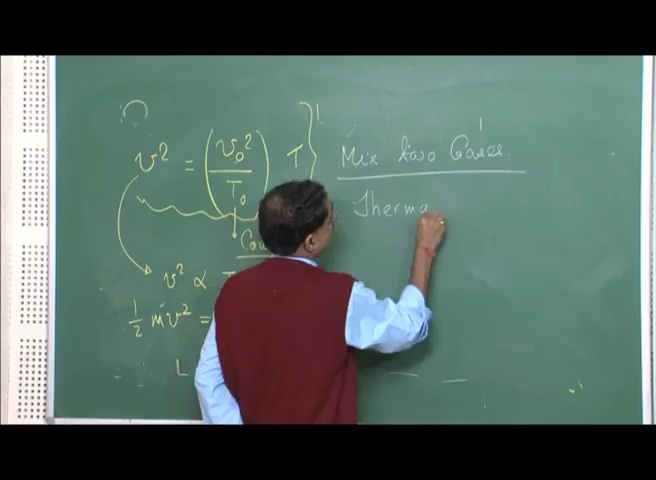 v² = (v₀² / T₀) T
v² ∝ T
½ mv² =
Mix two Gases
Therma